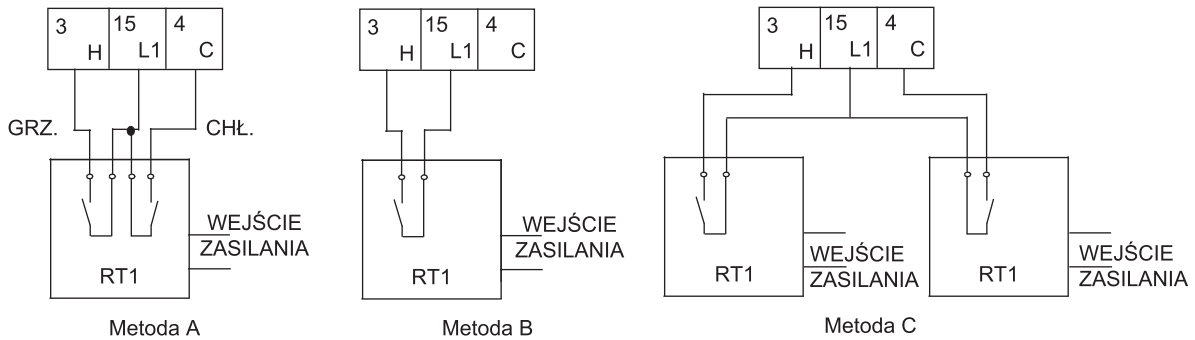 3 15 4
H L1 C
GRZ. CHŁ.
WEJŚCIE
ZASILANIA
RT1
Metoda A
3 15 4
H L1 C
WEJŚCIE
ZASILANIA
RT1
Metoda B
3 15 4
H L1 C
RT1
WEJŚCIE
ZASILANIA
RT1
WEJŚCIE
ZASILANIA
Metoda C